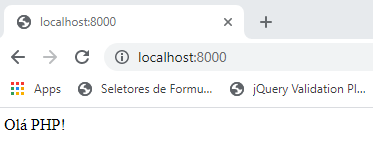 localhost:8000
localhost:8000
Apps Seletores de Formu... jQuery Validation Pl...
Olá PHP!